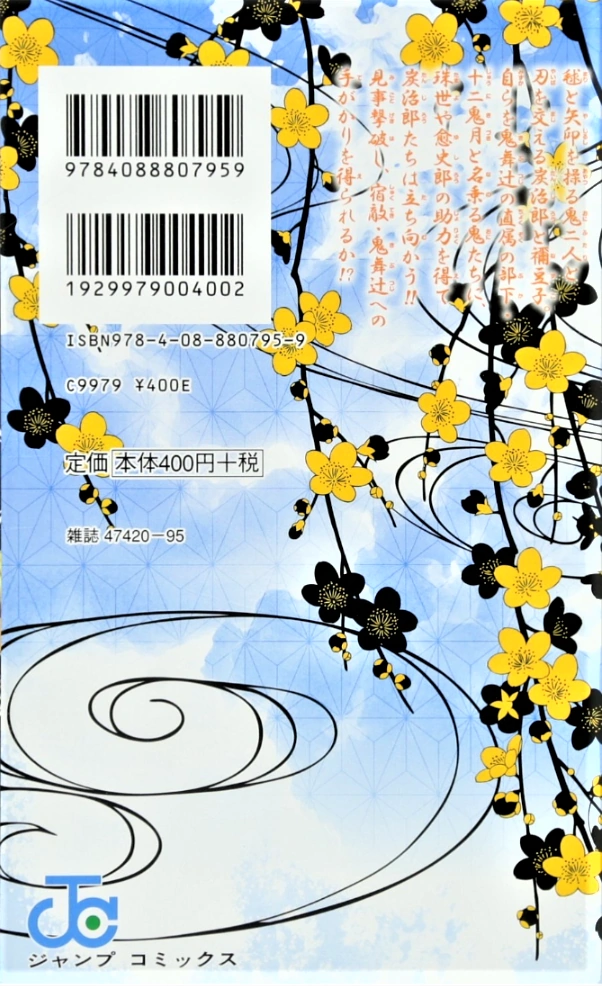 毬と矢印を操る鬼二人と
刃を交える炭治郎と禰豆子。
自らを鬼舞辻の直属の部下・
十二鬼月と名乗る鬼たちに、
珠世や愈史郎の助力を得て
炭治郎たちは立ち向かう!!
見事撃破し、宿敵・鬼舞辻への
手がかりを得られるか!?
9784088807959
1929979004002
ISBN978-4-08-880795-9
C9979 ¥400E
定価 本体400円+税
雑誌 47420-95
JC
ジャンプ コミックス